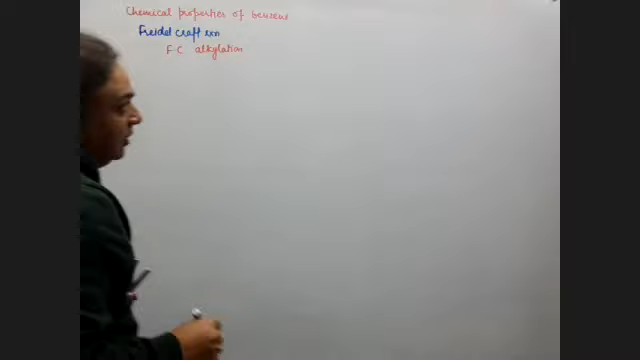 Chemical properties of benzene
Freidel craft rxn
F C alkylation